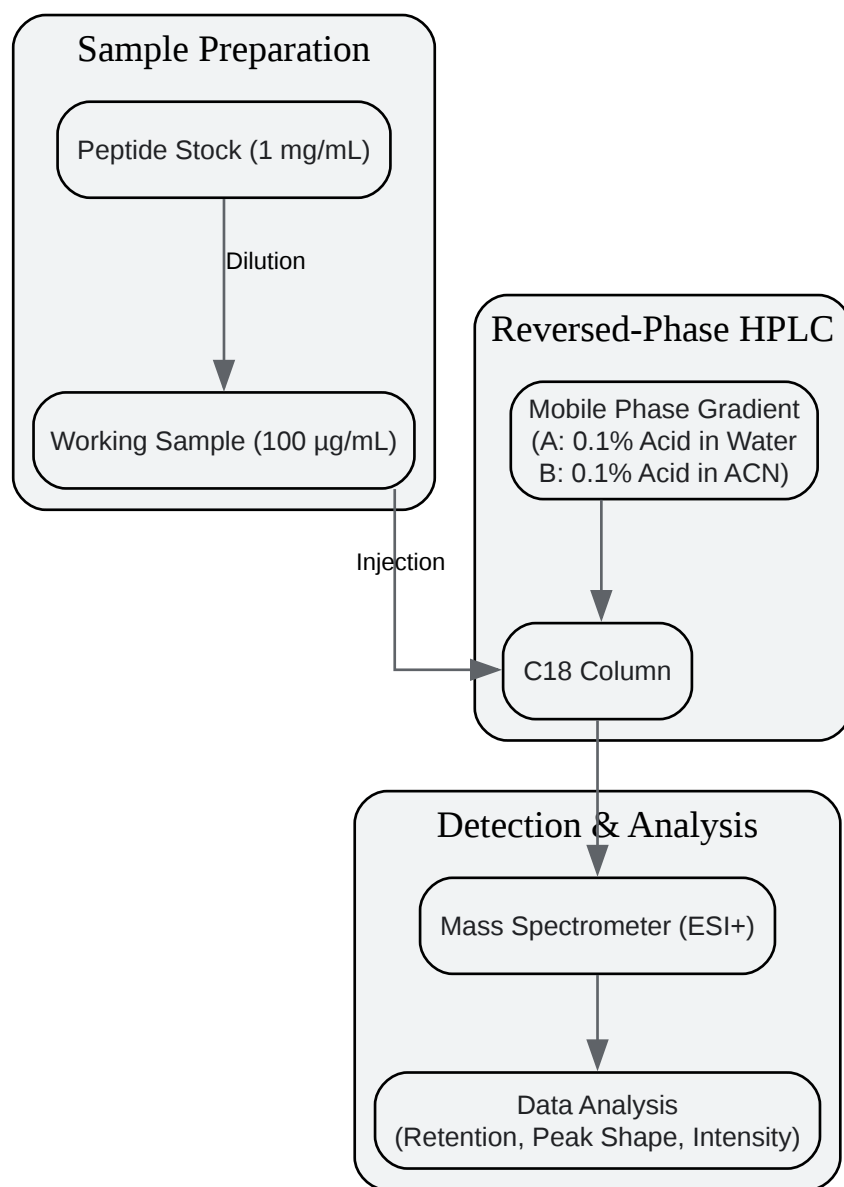 Sample Preparation
Peptide Stock (1 mg/mL)
Dilution
Working Sample (100 µg/mL)
Injection
Reversed-Phase HPLC
Mobile Phase Gradient
(A: 0.1% Acid in Water
B: 0.1% Acid in ACN)
C18 Column
Detection & Analysis
Mass Spectrometer (ESI+)
Data Analysis
(Retention, Peak Shape, Intensity)